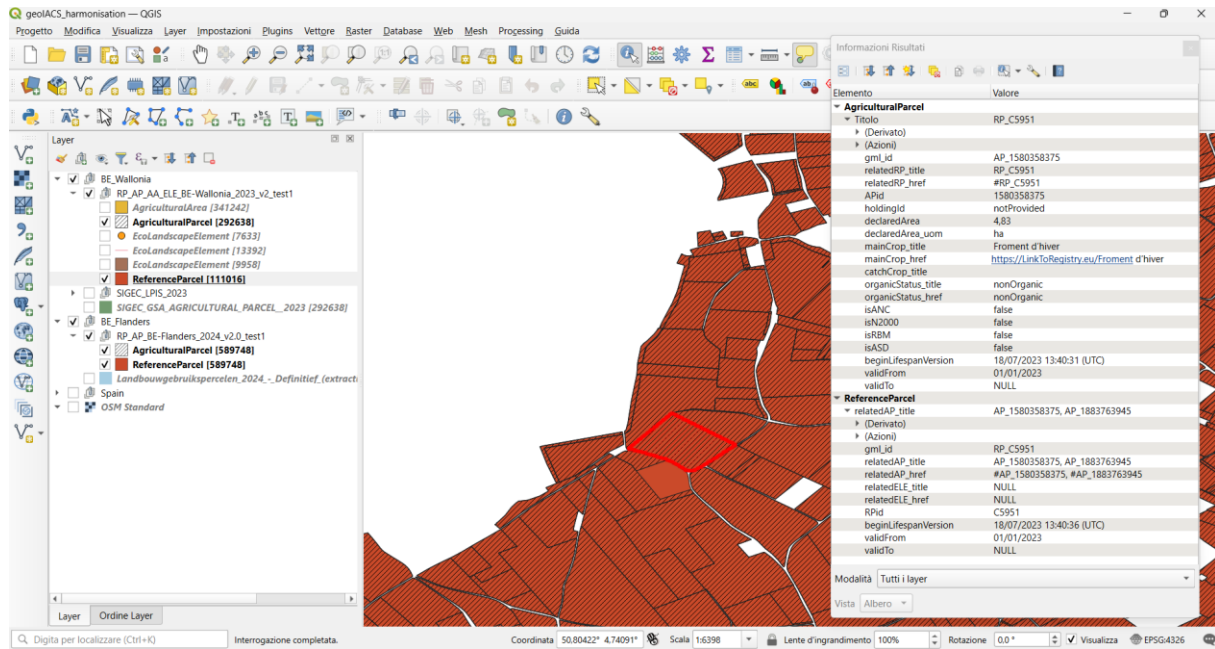 geoIACS_harmonisation — QGIS
Progetto Modifica Visualizza Layer Impostazioni Plugins Vettore Raster Database Web Mesh Processing Guida
Layer
BE_Wallonia
RP_AP_AA_ELE_BE-Wallonia_2023_v2_test1
AgriculturalArea [341242]
AgriculturalParcel [292638]
EcoLandscapeElement [7633]
EcoLandscapeElement [13392]
EcoLandscapeElement [9958]
ReferenceParcel [111016]
SIGEC_LPIS_2023
SIGEC_GSA_AGRICULTURAL_PARCEL__2023 [292638]
BE_Flanders
RP_AP_BE-Flanders_2024_v2.0_test1
AgriculturalParcel [589748]
ReferenceParcel [589748]
Landbouwgebruikspercelen_2024_-_Definitief_(extracti
Spain
OSM Standard
Layer Ordine Layer
Informazioni Risultati
Elemento Valore
AgriculturalParcel
Titolo RP_C5951
(Derivato)
(Azioni)
gml_id AP_1580358375
relatedRP_title RP_C5951
relatedRP_href #RP_C5951
APid 1580358375
holdingId notProvided
declaredArea 4,83
declaredArea_uom ha
mainCrop_title Froment d'hiver
mainCrop_href https://LinkToRegistry.eu/Froment d'hiver
catchCrop_title
organicStatus_title nonOrganic
organicStatus_href nonOrganic
isANC false
isN2000 false
isRBM false
isASD false
beginLifespanVersion 18/07/2023 13:40:31 (UTC)
validFrom 01/01/2023
validTo NULL
ReferenceParcel
relatedAP_title AP_1580358375, AP_1883763945
(Derivato)
(Azioni)
gml_id RP_C5951
relatedAP_title AP_1580358375, AP_1883763945
relatedAP_href #AP_1580358375, #AP_1883763945
relatedELE_title NULL
relatedELE_href NULL
RPid C5951
beginLifespanVersion 18/07/2023 13:40:36 (UTC)
validFrom 01/01/2023
validTo NULL
Modalità Tutti i layer
Vista Albero
Digita per localizzare (Ctrl+K) Interrogazione completata. Coordinata 50,80422° 4,74091° Scala 1:6398 Lente d'ingrandimento 100% Rotazione 0,0 ° Visualizza EPSG:4326